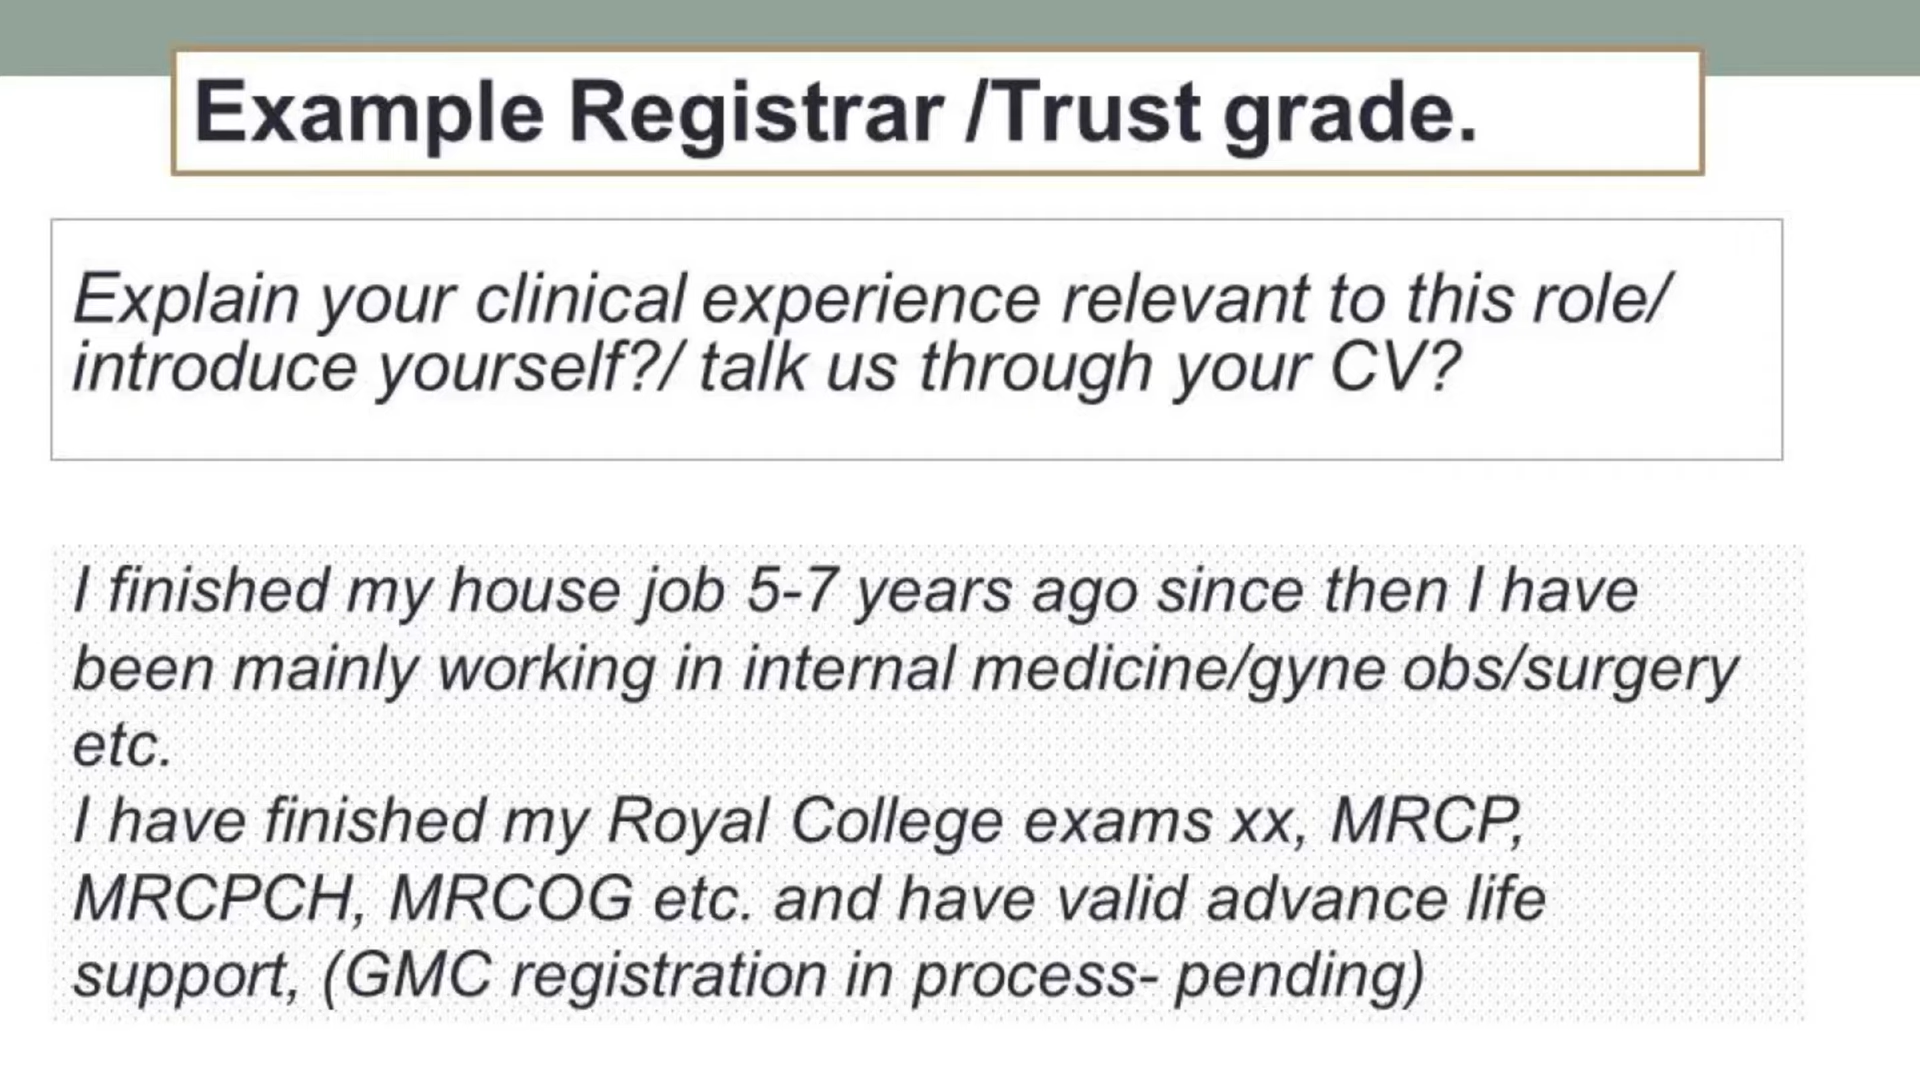 Example Registrar /Trust grade.
Explain your clinical experience relevant to this role/
introduce yourself?/ talk us through your CV?
I finished my house job 5-7 years ago since then I have
been mainly working in internal medicine/gyne obs/surgery
etc.
I have finished my Royal College exams xx, MRCP,
MRCPCH, MRCOG etc. and have valid advance life
support, (GMC registration in process- pending)